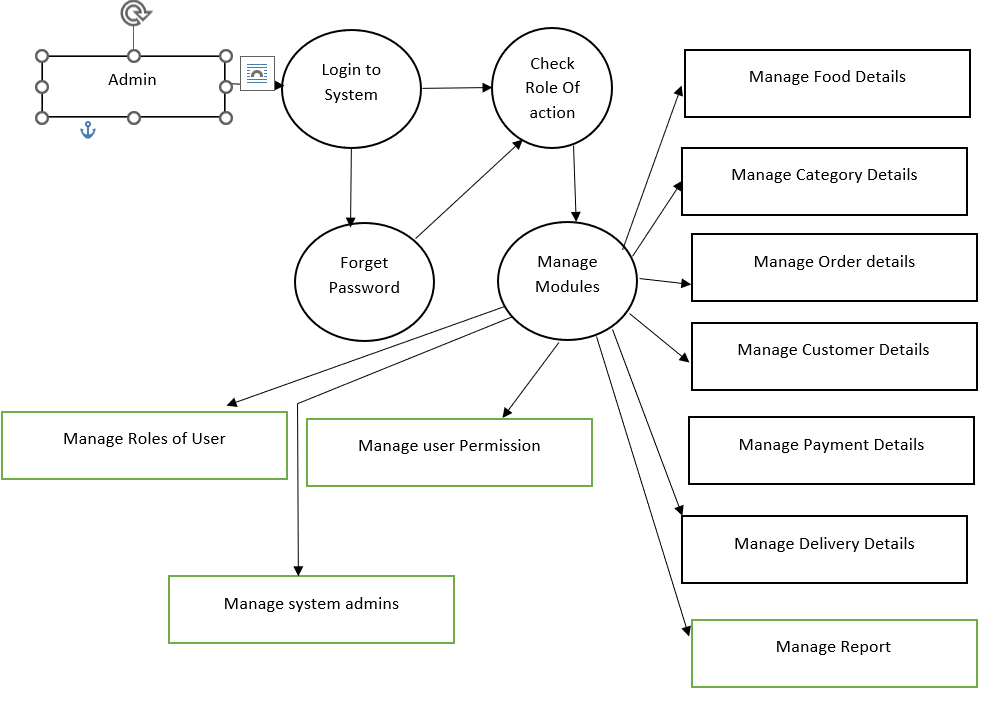 Admin
Login to
System
Check
Role Of
action
Manage Food Details
Manage Category Details
Forget
Password
Manage
Modules
Manage Order details
Manage Customer Details
Manage Roles of User
Manage user Permission
Manage Payment Details
Manage Delivery Details
Manage system admins
Manage Report